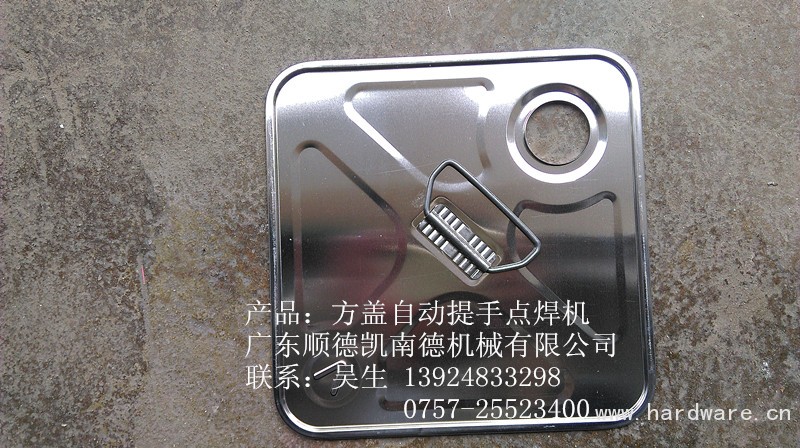 产品：方盖自动提手点焊机
广东顺德凯南德机械有限公司
联系：吴生 13924833298
0757-25523400
www.hardware.cn